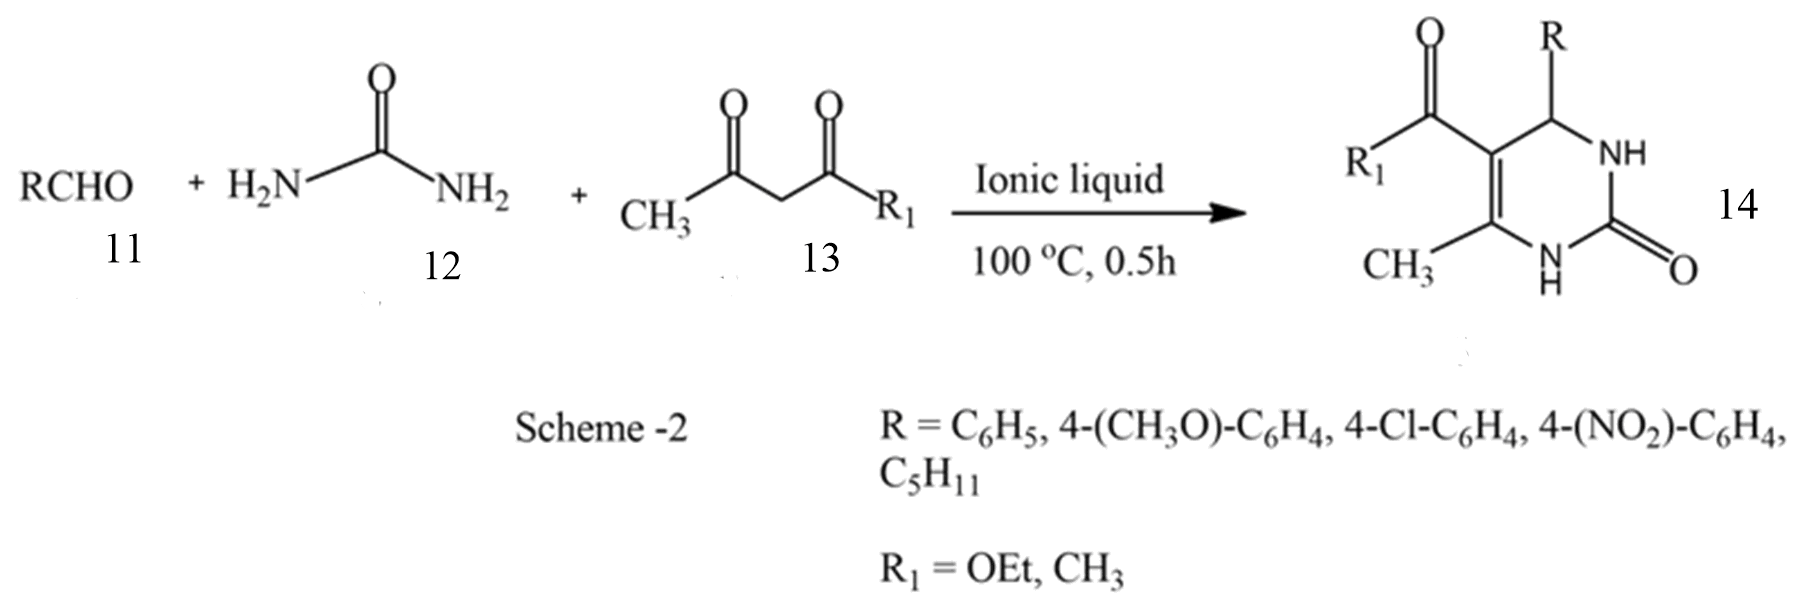 RCHO + H₂N O NH₂ + CH₃ O O R₁ Ionic liquid O R R₁ NH 14
11 12 13 100 ºC, 0.5h CH₃ N H O
Scheme -2
R = C₆H₅, 4-(CH₃O)-C₆H₄, 4-Cl-C₆H₄, 4-(NO₂)-C₆H₄,
C₅H₁₁
R₁ = OEt, CH₃